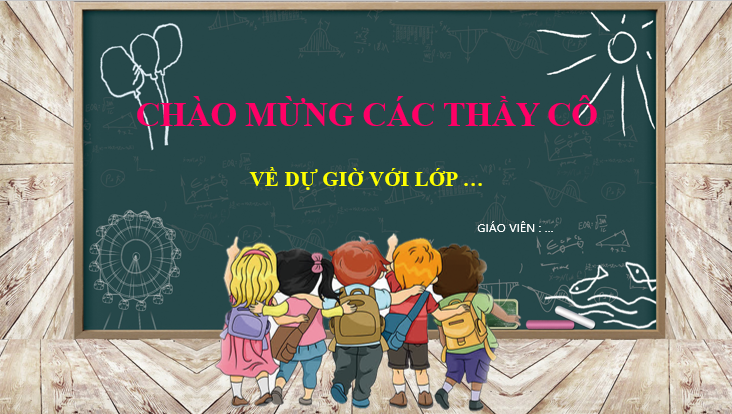 CHÀO MỪNG CÁC THẦY CÔ
VỀ DỰ GIỜ VỚI LỚP ...
GIÁO VIÊN : ...